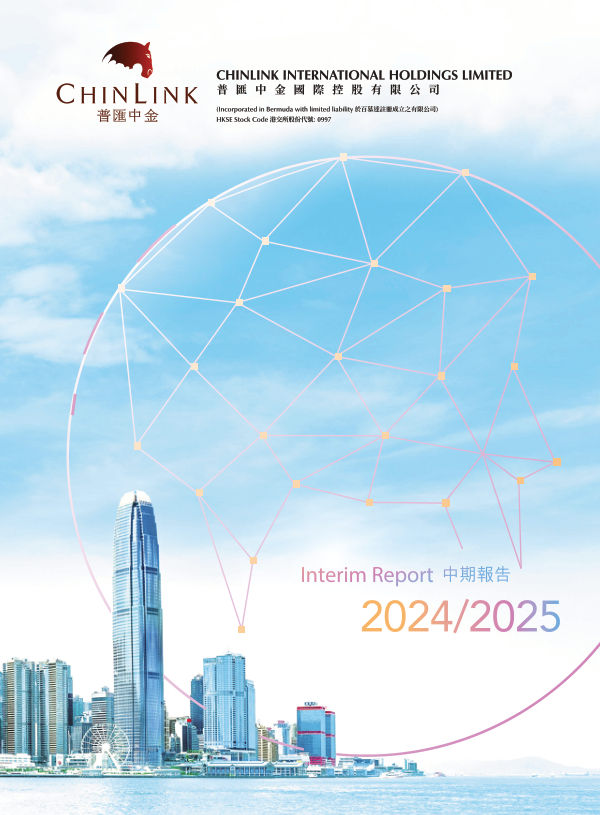 CHINLINK
普匯中金
CHINLINK INTERNATIONAL HOLDINGS LIMITED
普匯中金國際控股有限公司
(Incorporated in Bermuda with limited liability 於百慕達註冊成立之有限公司)
HKSE Stock Code 港交所股份代號: 0997
Interim Report 中期報告
2024/2025